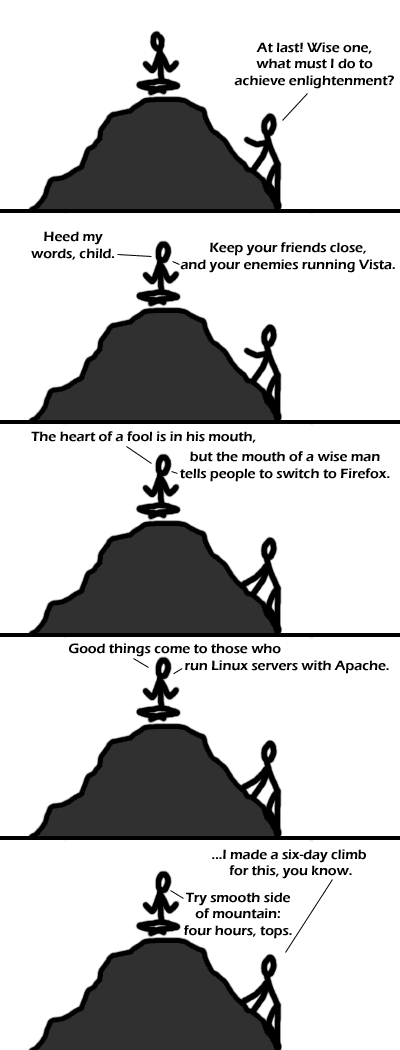 At last! Wise one,
what must I do to
achieve enlightenment?
Heed my
words, child.
Keep your friends close,
and your enemies running Vista.
The heart of a fool is in his mouth,
but the mouth of a wise man
tells people to switch to Firefox.
Good things come to those who
run Linux servers with Apache.
...I made a six-day climb
for this, you know.
Try smooth side
of mountain:
four hours, tops.